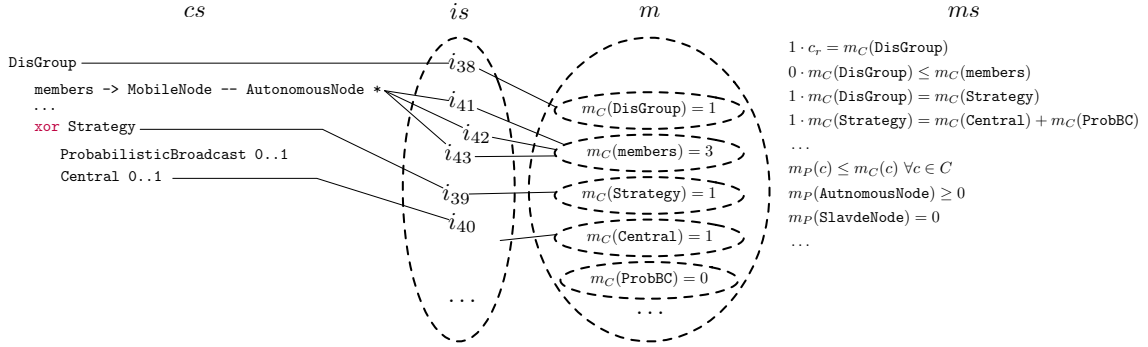 cs is m ms
DisGroup
members -> MobileNode -- AutonomousNode *
...
xor Strategy
ProbabilisticBroadcast 0..1
Central 0..1
i38
i41
i42
i43
i39
i40
...
mC(DisGroup) = 1
mC(members) = 3
mC(Strategy) = 1
mC(Central) = 1
mC(ProbBC) = 0
...
1 · cr = mC(DisGroup)
0 · mC(DisGroup) ≤ mC(members)
1 · mC(DisGroup) = mC(Strategy)
1 · mC(Strategy) = mC(Central) + mC(ProbBC)
...
mP(c) ≤ mC(c) ∀c ∈ C
mP(AutnomousNode) ≥ 0
mP(SlavdeNode) = 0
...